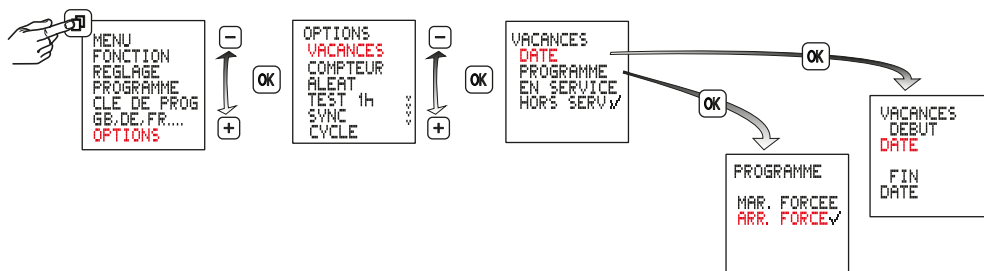 MENU
FONCTION
REGLAGE
PROGRAMME
CLE DE PROG
GB,DE,FR....
OPTIONS
−
+
OK
OPTIONS
VACANCES
COMPTEUR
ALEAT
TEST 1h
SYNC
CYCLE
−
+
OK
VACANCES
DATE
PROGRAMME
EN SERVICE
HORS SERV✓
OK
OK
PROGRAMME
MAR. FORCEE
ARR. FORCE✓
VACANCES
DEBUT
DATE
FIN
DATE